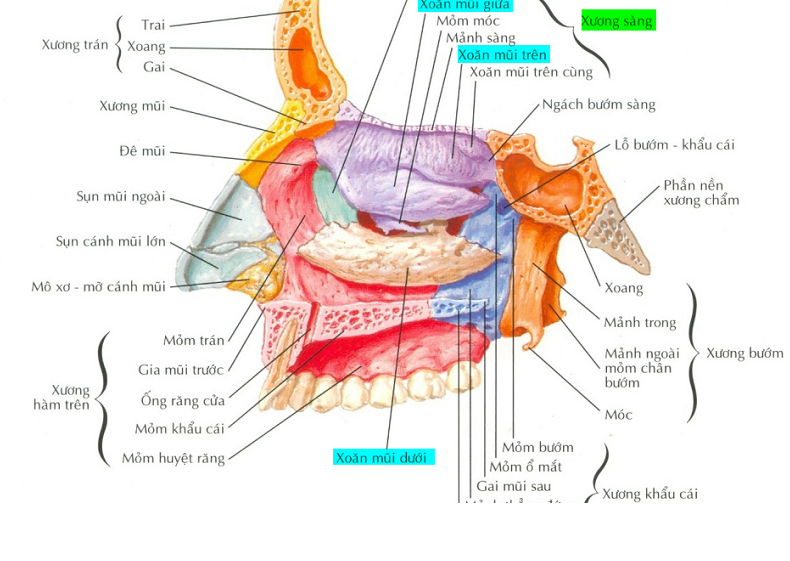 Xoăn mũi giữa
Mỏm móc
Mảnh sàng
Xoăn mũi trên
Xoăn mũi trên cùng
Xương sàng
Ngách bướm sàng
Lỗ bướm - khẩu cái
Phần nền
xương chẩm
Xương trán
Trai
Xoang
Gai
Xương mũi
Đê mũi
Sụn mũi ngoài
Sụn cánh mũi lớn
Mô xơ - mỡ cánh mũi
Mỏm trán
Gia mũi trước
Xương
hàm trên
Ống răng cửa
Mỏm khẩu cái
Mỏm huyệt răng
Xoăn mũi dưới
Xoang
Mảnh trong
Mảnh ngoài
mỏm chân
bướm
Xương bướm
Móc
Mỏm bướm
Mỏm ổ mắt
Gai mũi sau
Xương khẩu cái